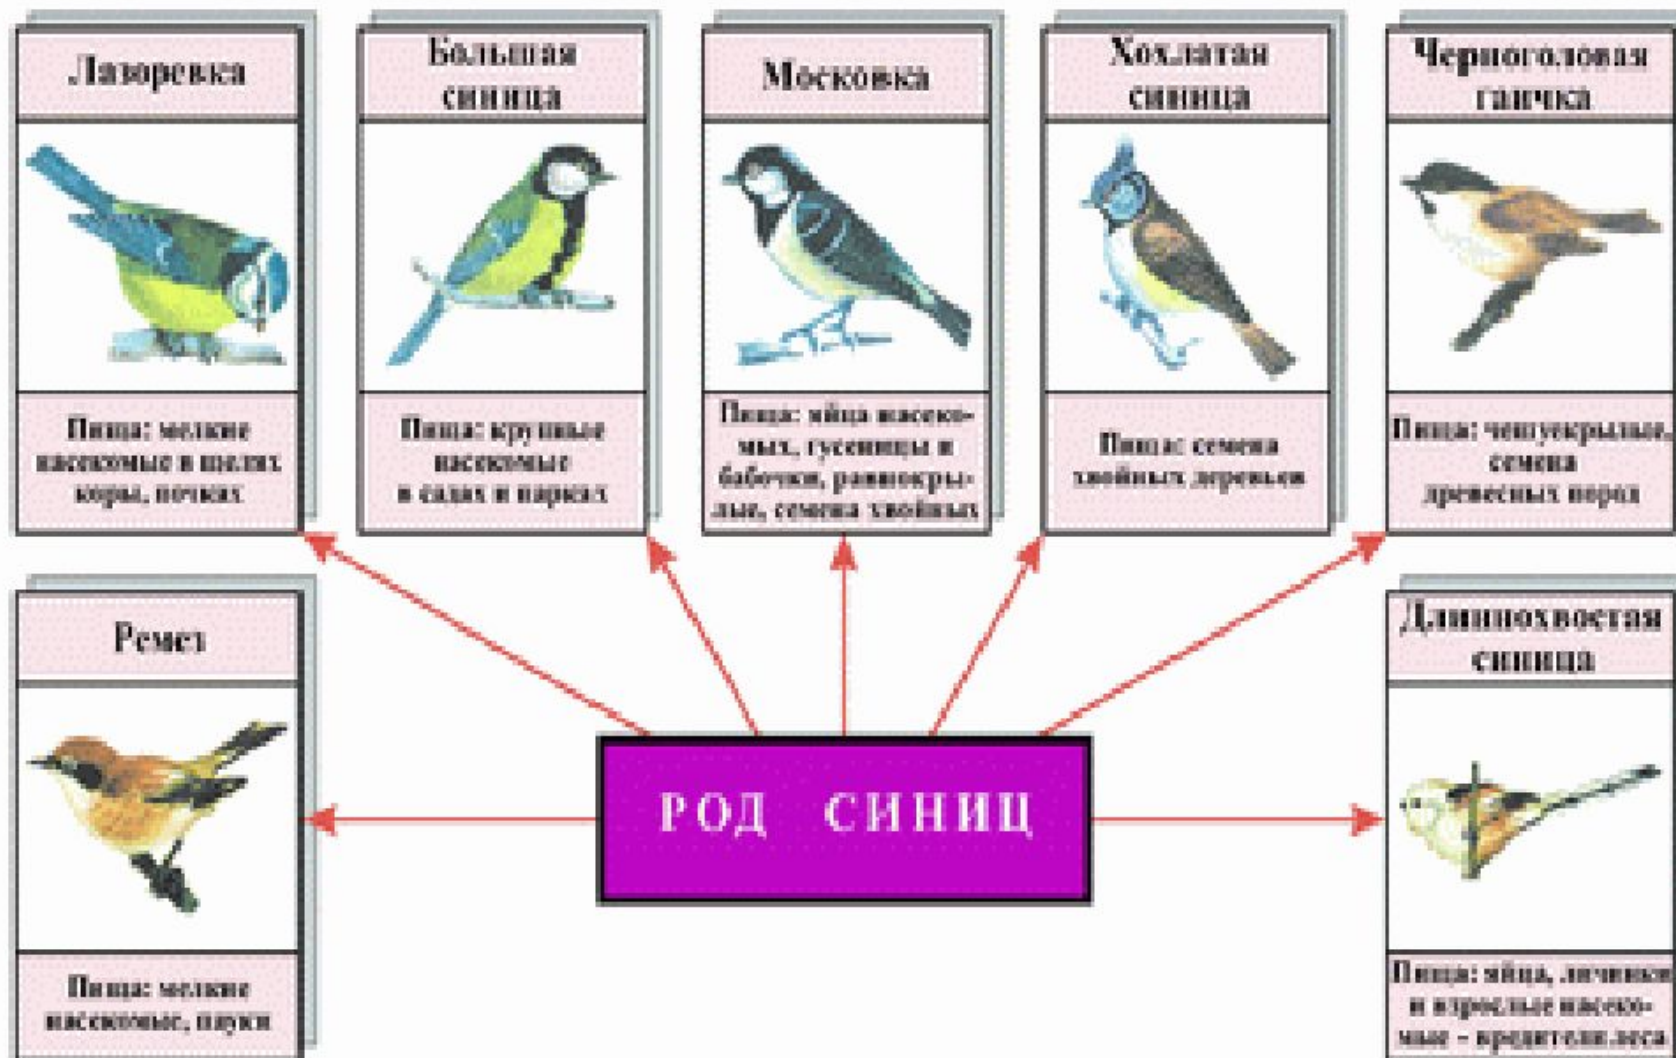 Лазоревка
Большая
синица
Московка
Хохлатая
синица
Черноголовая
гаичка
Пища: мелкие
насекомые в щелях
коры, почках
Пища: крупные
насекомые
в садах и парках
Пища: яйца насеко-
мых, гусеницы и
бабочки, равнокры-
лые, семена хвойных
Пища: семена
хвойных деревьев
Пища: чешуекрылые,
семена
древесных пород
Ремез
Длиннохвостая
синица
РОД СИНИЦ
Пища: мелкие
насекомые, пауки
Пища: яйца, личинки
и взрослые насеко-
мые - вредители леса